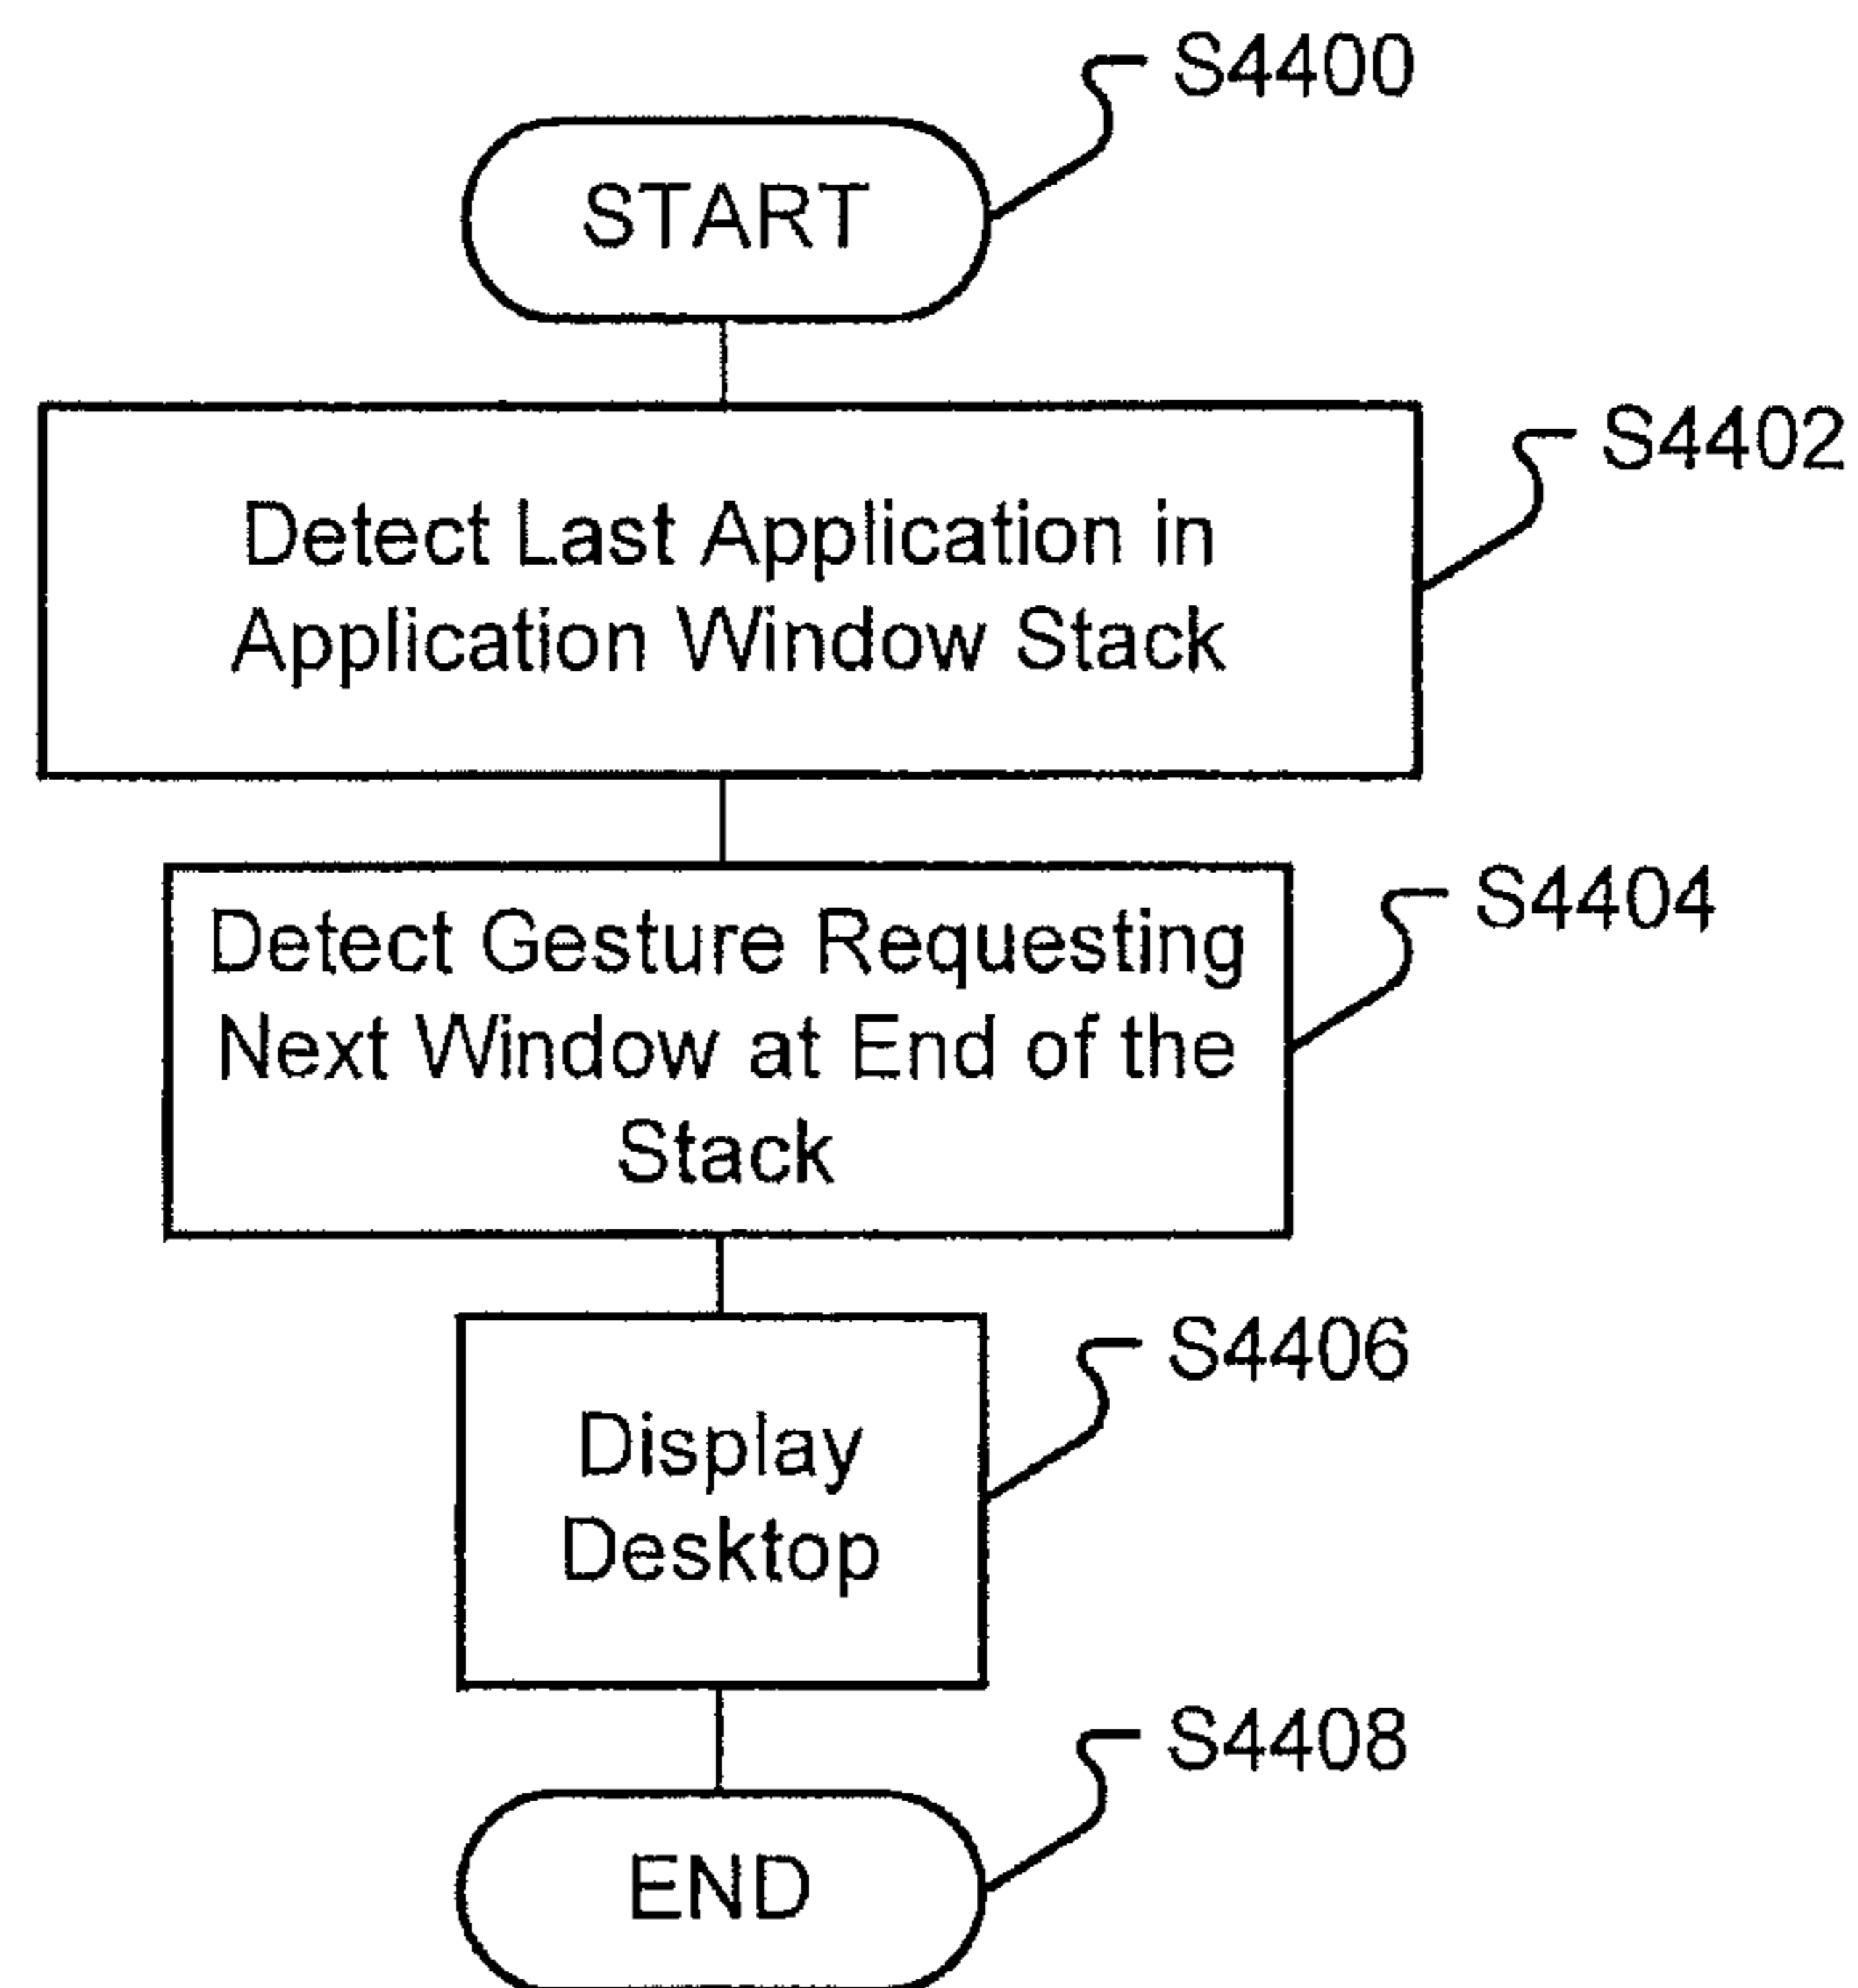 S4400
START
S4402
Detect Last Application in
Application Window Stack
S4404
Detect Gesture Requesting
Next Window at End of the
Stack
S4406
Display
Desktop
S4408
END